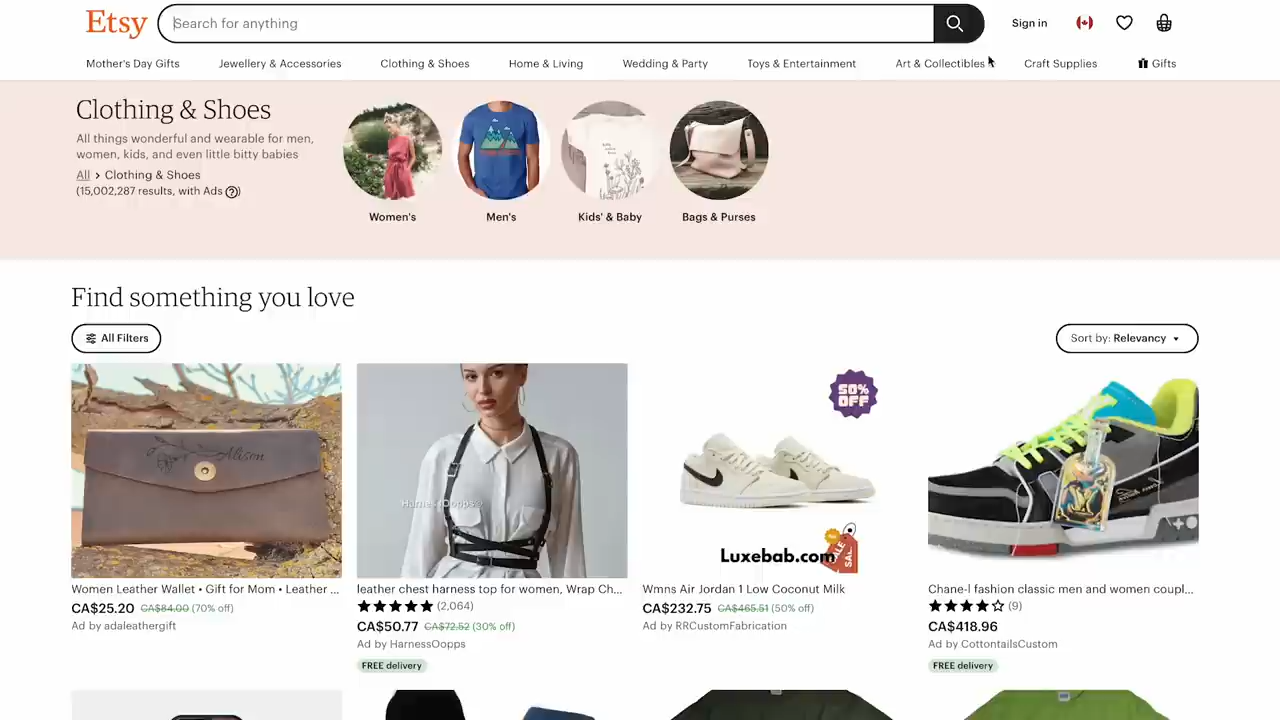 Etsy
Search for anything
Sign in
Mother's Day Gifts
Jewellery & Accessories
Clothing & Shoes
Home & Living
Wedding & Party
Toys & Entertainment
Art & Collectibles
Craft Supplies
Gifts
Clothing & Shoes
All things wonderful and wearable for men,
women, kids, and even little bitty babies
All > Clothing & Shoes
(15,002,287 results, with Ads ?)
Women's
Men's
Kids' & Baby
Bags & Purses
Find something you love
All Filters
Sort by: Relevancy
Alison
Women Leather Wallet • Gift for Mom • Leather ...
CA$25.20 CA$84.00 (70% off)
Ad by adaleathergift
HarnessOopps
leather chest harness top for women, Wrap Ch...
(2,064)
CA$50.77 CA$72.52 (30% off)
Ad by HarnessOopps
FREE delivery
50%
OFF
Luxebab.com
SALE
Wmns Air Jordan 1 Low Coconut Milk
CA$232.75 CA$465.51 (50% off)
Ad by RRCustomFabrication
Chane-l fashion classic men and women coupl...
(9)
CA$418.96
Ad by CottontailsCustom
FREE delivery